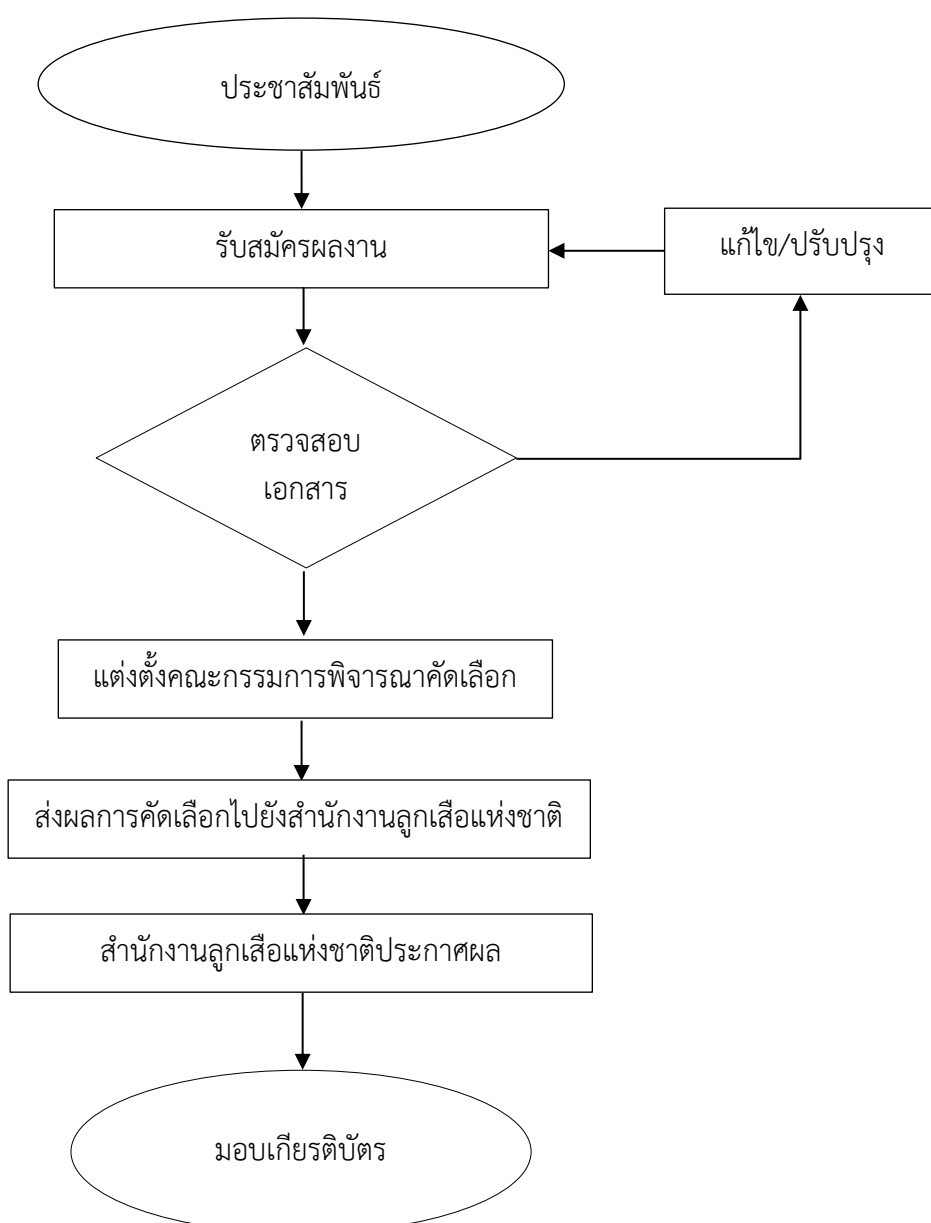 ประชาสัมพันธ์
รับสมัครผลงาน
แก้ไข/ปรับปรุง
ตรวจสอบ
เอกสาร
แต่งตั้งคณะกรรมการพิจารณาคัดเลือก
ส่งผลการคัดเลือกไปยังสำนักงานลูกเสือแห่งชาติ
สำนักงานลูกเสือแห่งชาติประกาศผล
มอบเกียรติบัตร